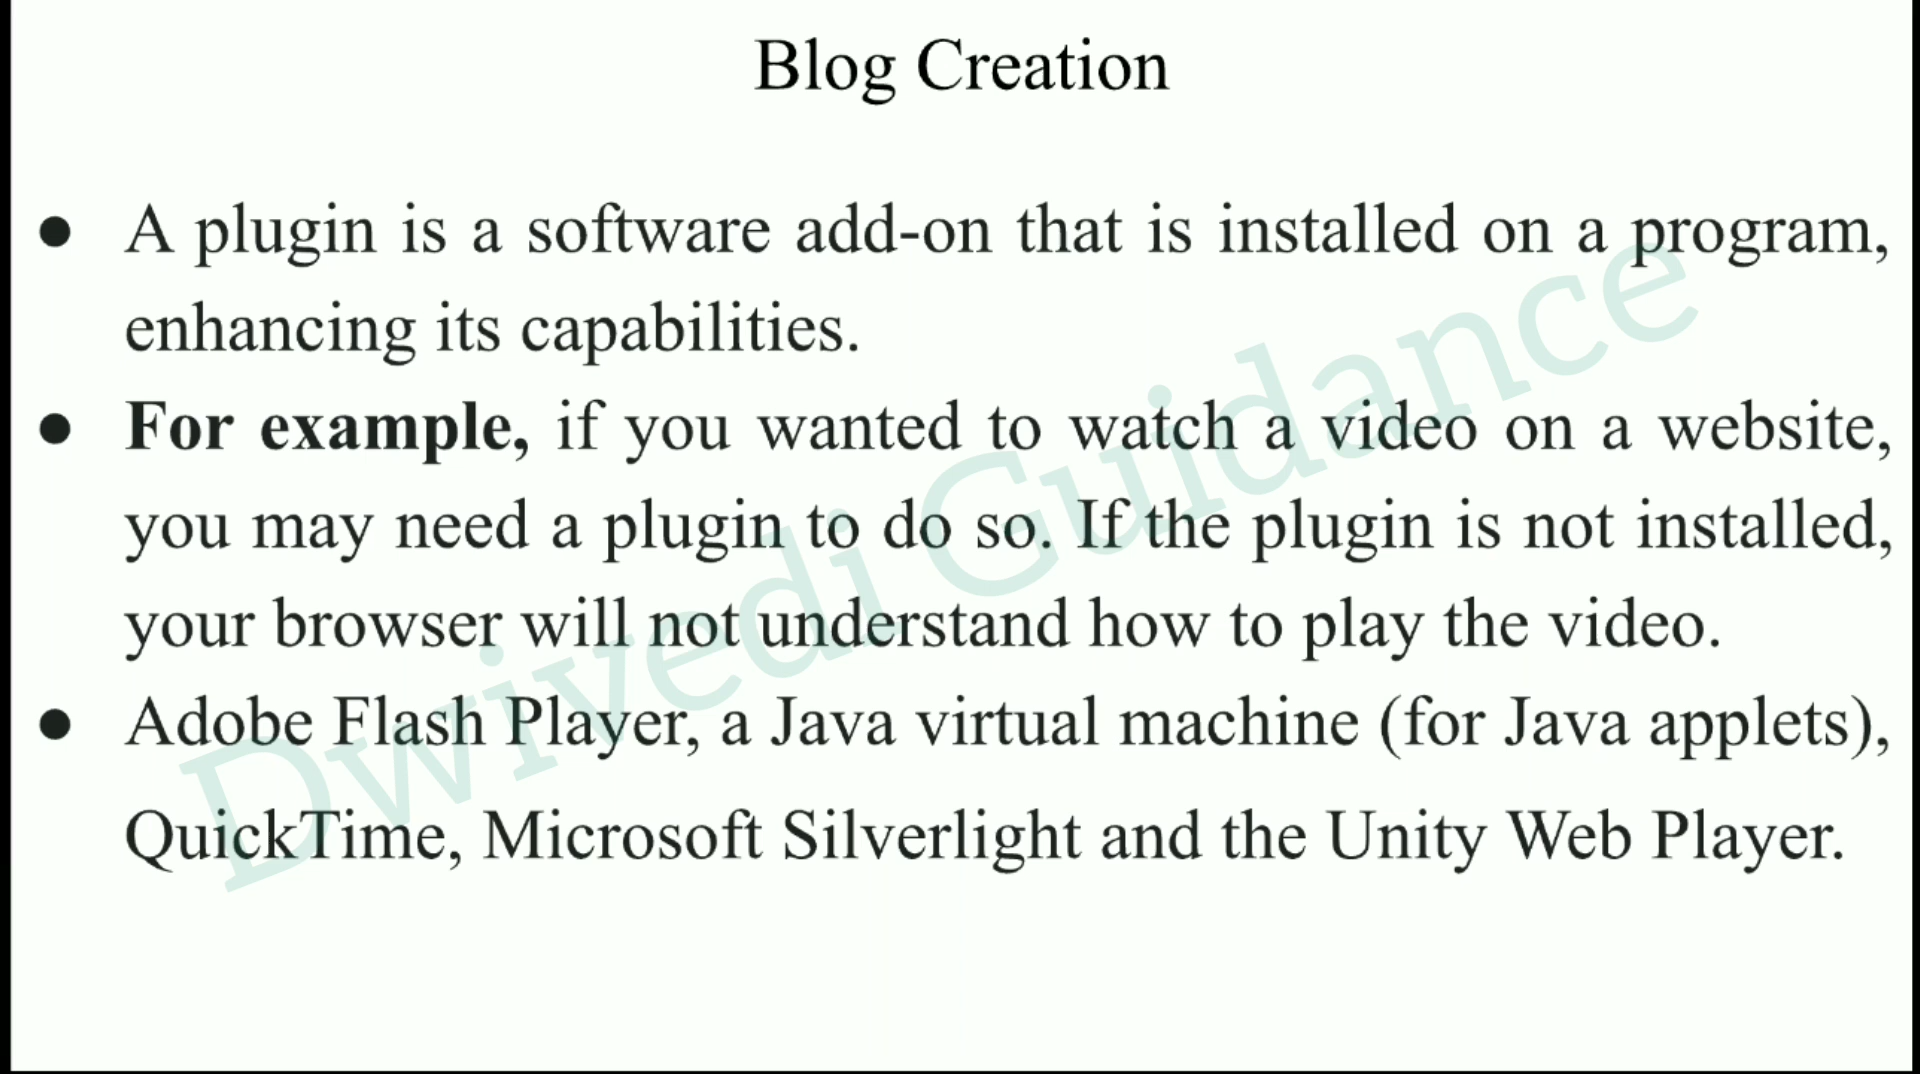 Blog Creation
● A plugin is a software add-on that is installed on a program,
enhancing its capabilities.
● For example, if you wanted to watch a video on a website,
you may need a plugin to do so. If the plugin is not installed,
your browser will not understand how to play the video.
● Adobe Flash Player, a Java virtual machine (for Java applets),
QuickTime, Microsoft Silverlight and the Unity Web Player.
Dwivedi Guidance